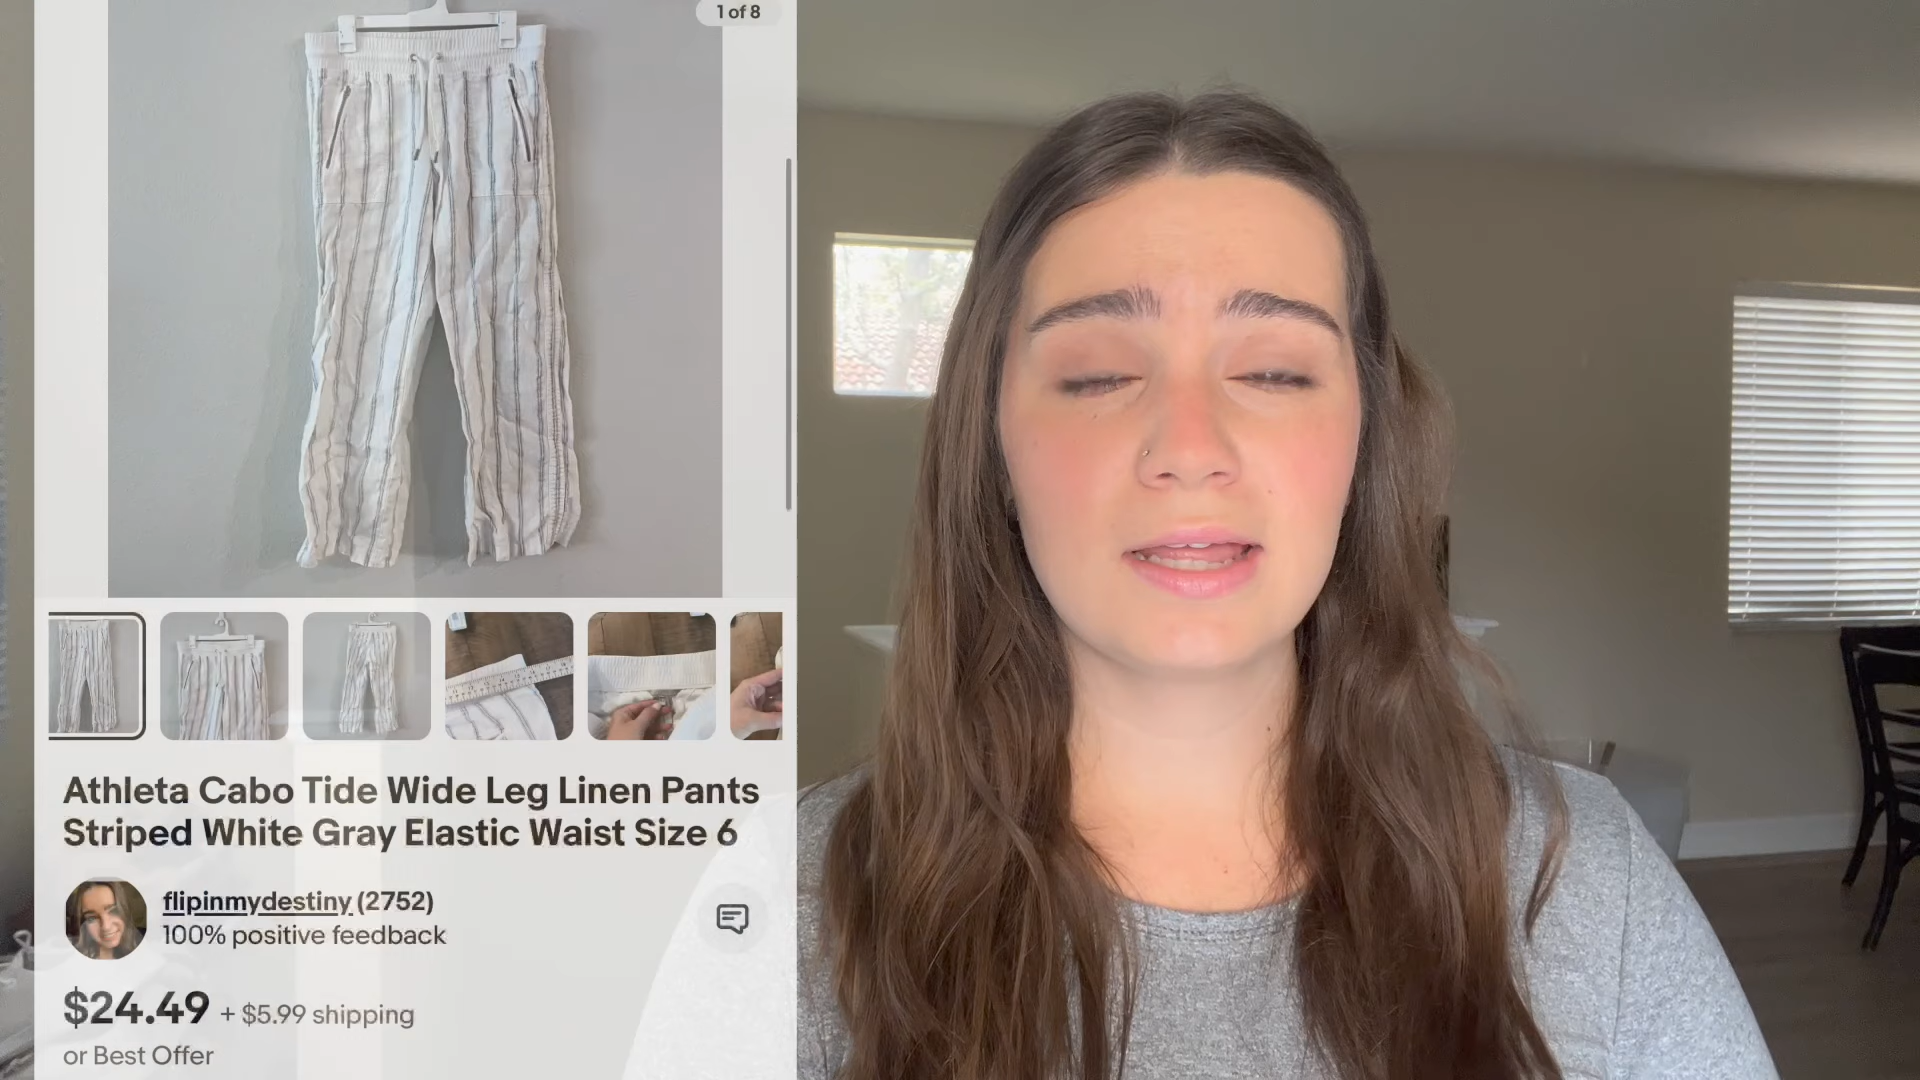 1 of 8
Athleta Cabo Tide Wide Leg Linen Pants
Striped White Gray Elastic Waist Size 6
flipinmydestiny (2752)
100% positive feedback
$24.49 + $5.99 shipping
or Best Offer